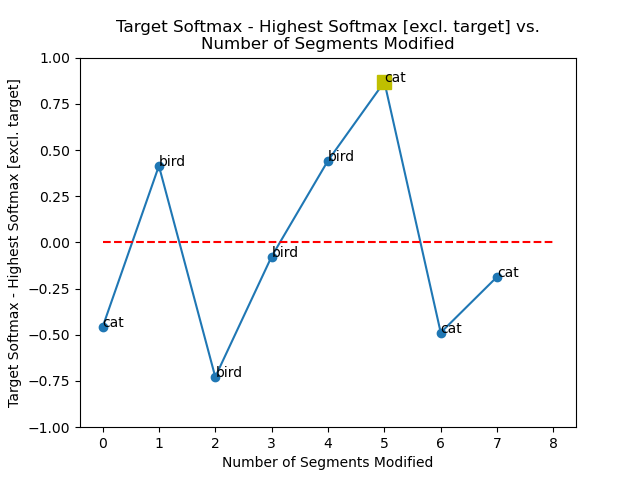 Target Softmax - Highest Softmax [excl. target] vs.
Number of Segments Modified
Target Softmax - Highest Softmax [excl. target]
1.00
0.75
0.50
0.25
0.00
−0.25
−0.50
−0.75
−1.00
cat
bird
bird
bird
bird
cat
cat
cat
0 1 2 3 4 5 6 7 8
Number of Segments Modified